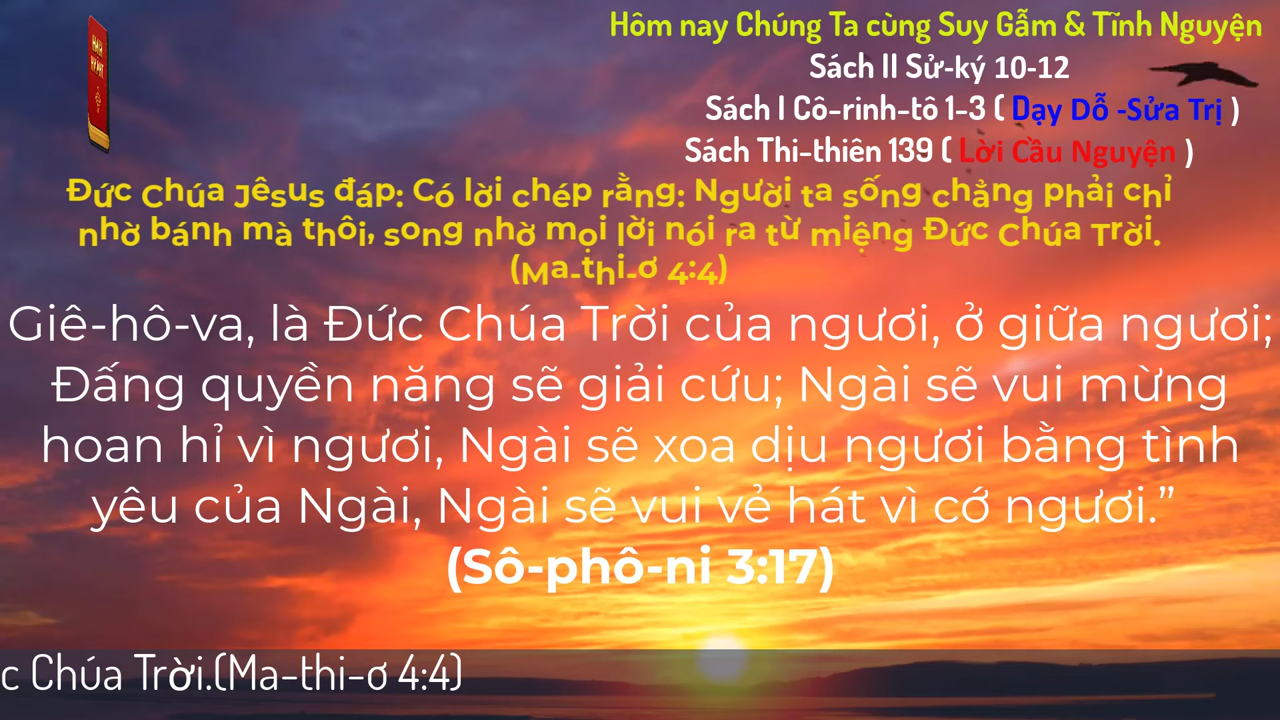 Hôm nay Chúng Ta cùng Suy Gẫm & Tĩnh Nguyện
Sách II Sử-ký 10-12
Sách I Cô-rinh-tô 1-3 ( Dạy Dỗ -Sửa Trị )
Sách Thi-thiên 139 ( Lời Cầu Nguyện )
Đức Chúa Jêsus đáp: Có lời chép rằng: Người ta sống chẳng phải chỉ
nhờ bánh mà thôi, song nhờ mọi lời nói ra từ miệng Đức Chúa Trời.
(Ma-thi-ơ 4:4)
Giê-hô-va, là Đức Chúa Trời của ngươi, ở giữa ngươi;
Đấng quyền năng sẽ giải cứu; Ngài sẽ vui mừng
hoan hỉ vì ngươi, Ngài sẽ xoa dịu ngươi bằng tình
yêu của Ngài, Ngài sẽ vui vẻ hát vì cớ ngươi.”
(Sô-phô-ni 3:17)
c Chúa Trời.(Ma-thi-ơ 4:4)